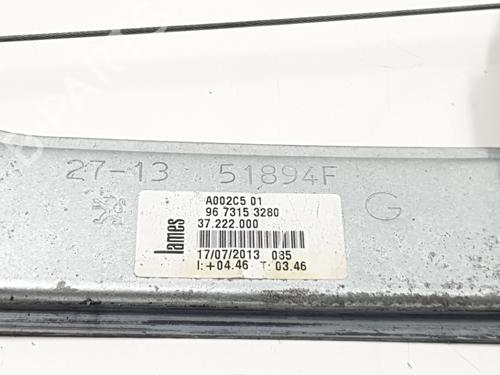 27-13 51894F
G
A002C5 01
96 7315 3280
37.222.000
lames
17/07/2013 035
I: +04.46 T: 03.46